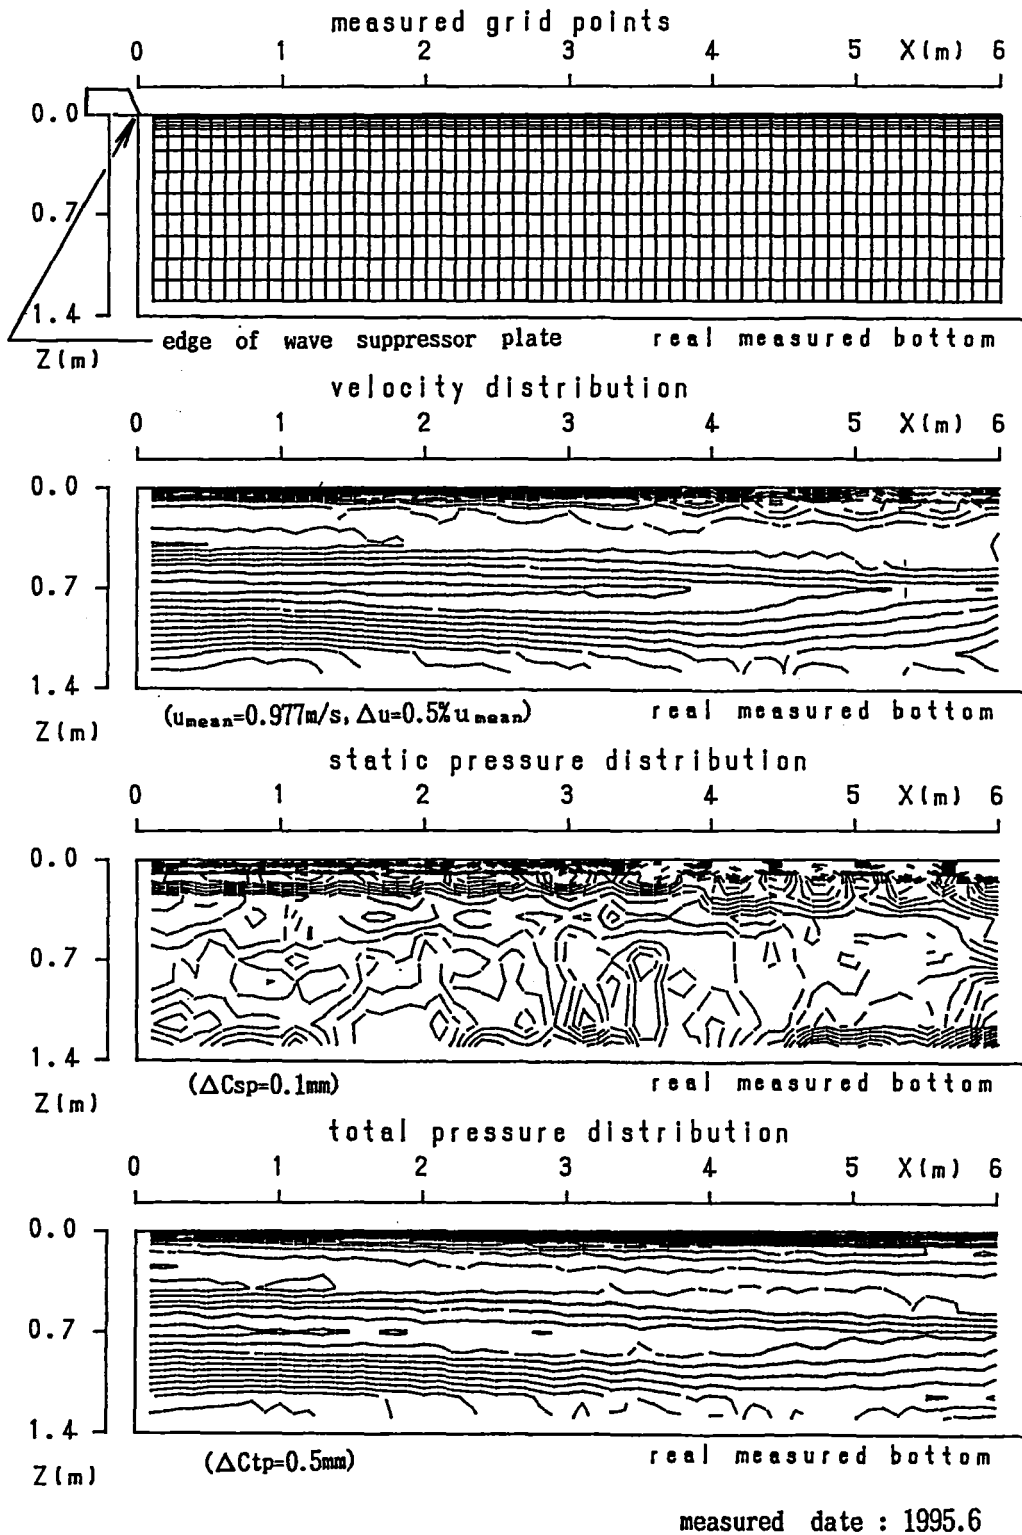 measured grid points
0 1 2 3 4 5 X(m) 6
0.0
0.7
1.4
Z(m)
edge of wave suppressor plate real measured bottom
velocity distribution
0 1 2 3 4 5 X(m) 6
0.0
0.7
1.4
Z(m)
(umean=0.977m/s, Δu=0.5%umean) real measured bottom
static pressure distribution
0 1 2 3 4 5 X(m) 6
0.0
0.7
1.4
Z(m)
(ΔCsp=0.1mm) real measured bottom
total pressure distribution
0 1 2 3 4 5 X(m) 6
0.0
0.7
1.4
Z(m)
(ΔCtp=0.5mm) real measured bottom
measured date : 1995.6